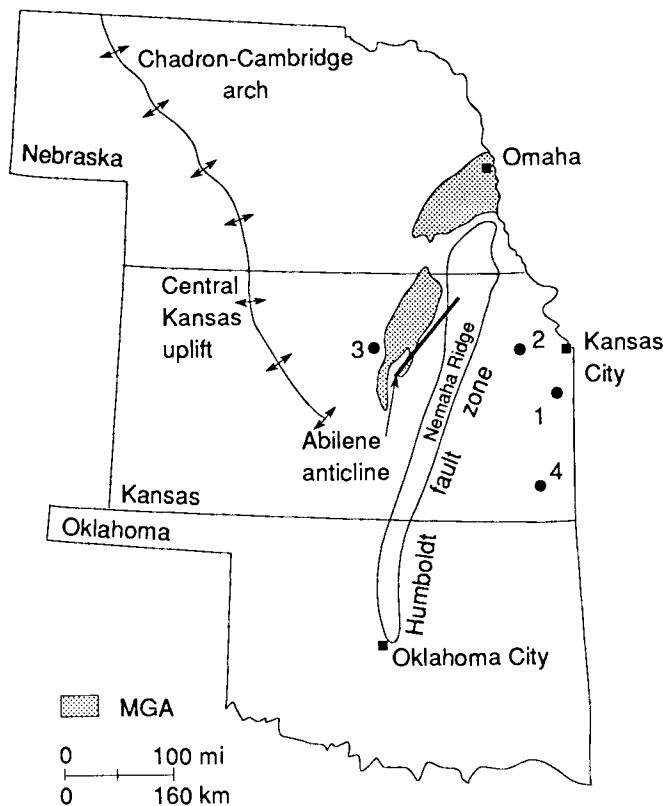 Chadron-Cambridge
arch
Nebraska
Omaha
Central
Kansas
uplift
3
2
Kansas
City
1
Nemaha Ridge
zone
Abilene
anticline
fault
4
Kansas
Oklahoma
Humboldt
Oklahoma City
MGA
0 100 mi
0 160 km